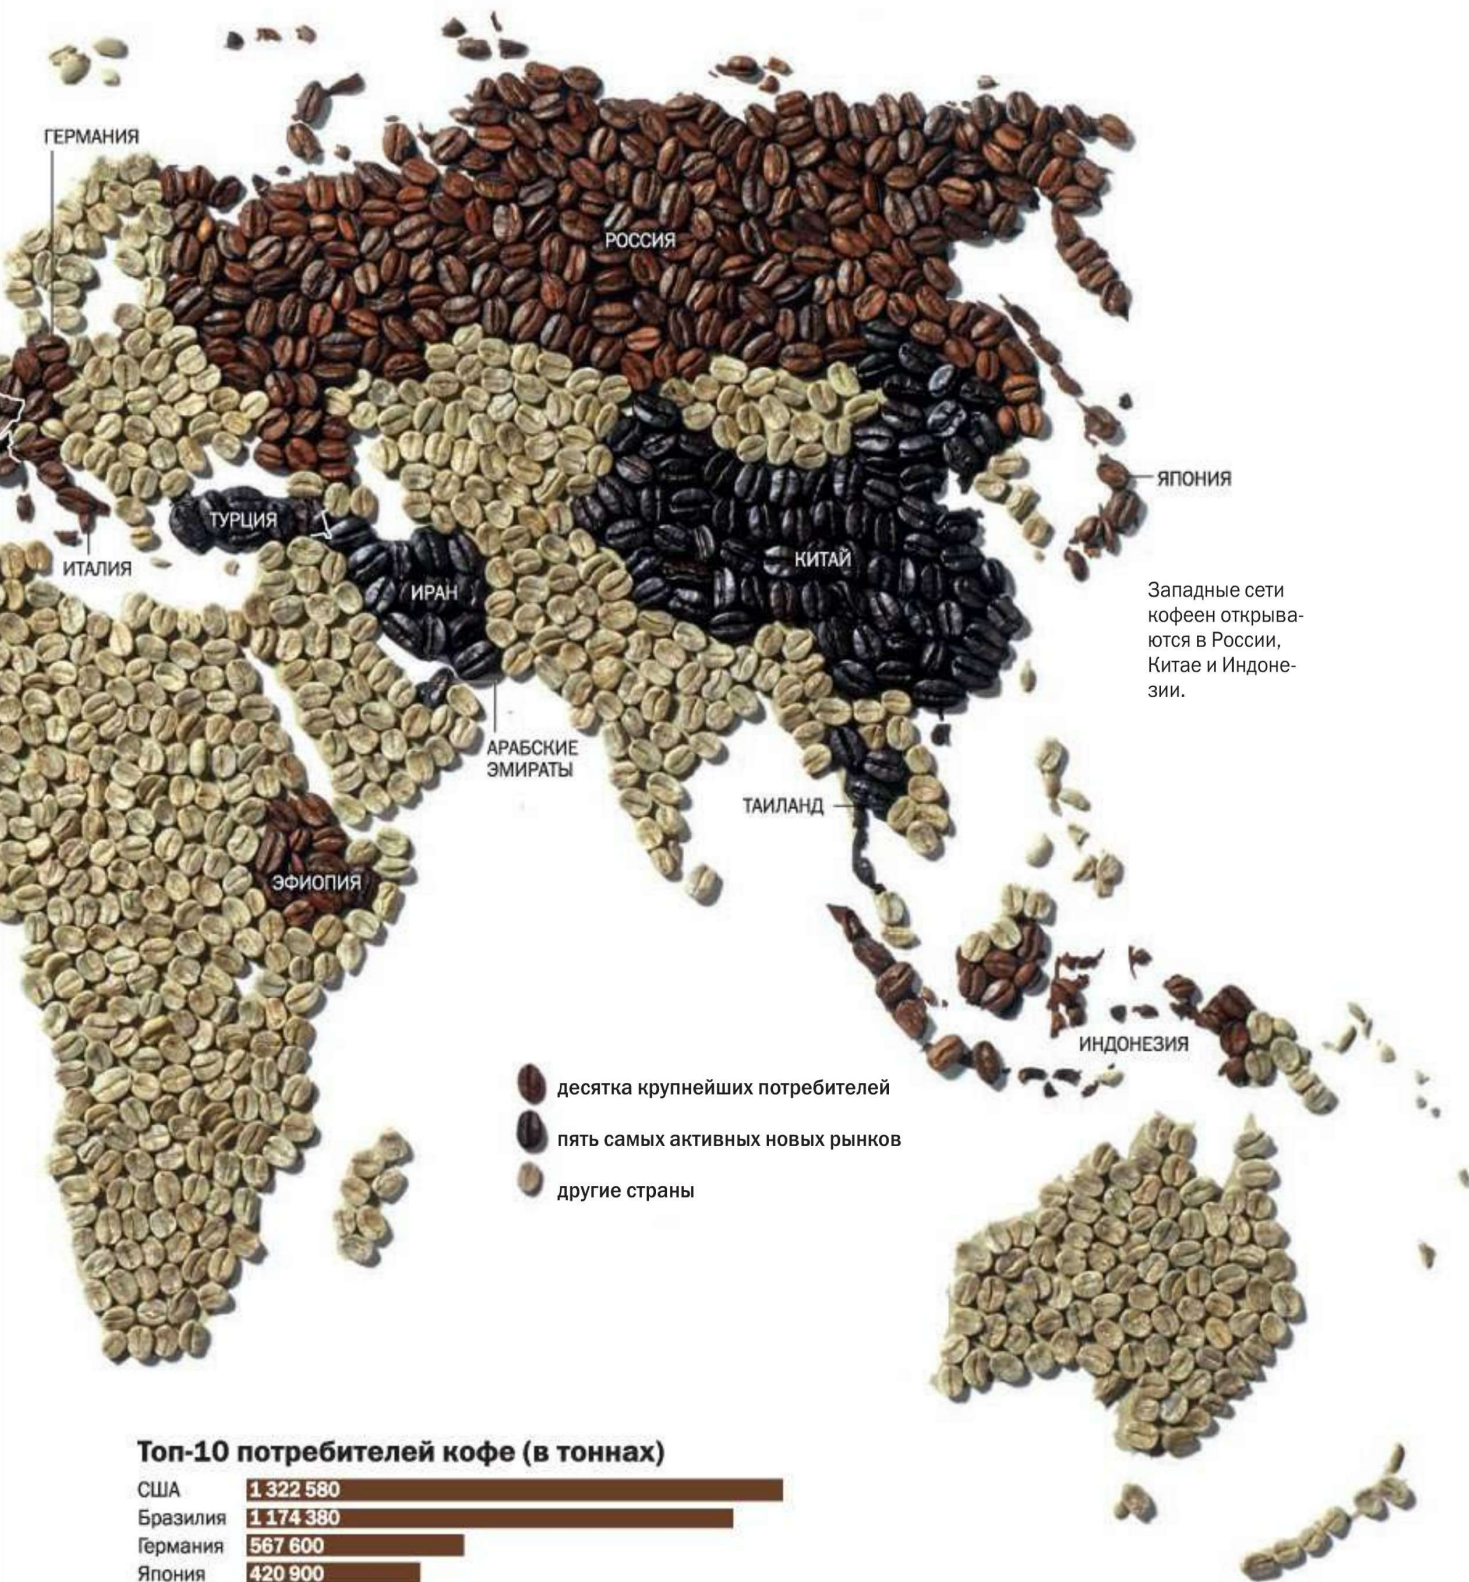 ГЕРМАНИЯ
РОССИЯ
ЯПОНИЯ
ТУРЦИЯ
КИТАЙ
ИТАЛИЯ
ИРАН
Западные сети
кофеен открыва-
ются в России,
Китае и Индоне-
зии.
АРАБСКИЕ
ЭМИРАТЫ
ТАИЛАНД
ЭФИОПИЯ
ИНДОНЕЗИЯ
десятка крупнейших потребителей
пять самых активных новых рынков
другие страны
Топ-10 потребителей кофе (в тоннах)
США 1 322 580
Бразилия 1 174 380
Германия 567 600
Япония 420 900